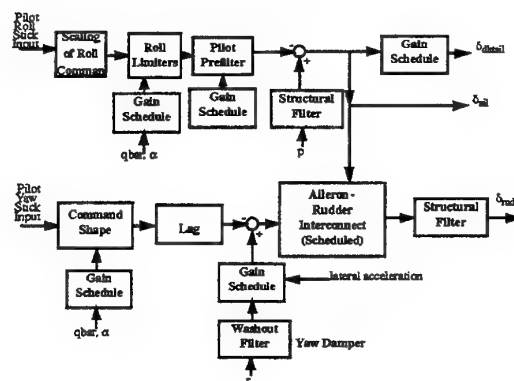 Pilot
Roll
Stick
Input
Scaling
of Roll
Comman
Roll
Limiters
Pilot
Prefilter
-
+
Gain
Schedule
δdtail
Gain
Schedule
Gain
Schedule
Structural
Filter
δail
qbar, α
p
Pilot
Yaw
Stick
Input
Command
Shape
Lag
-
+
Aileron -
Rudder
Interconnect
(Scheduled)
Structural
Filter
δrud
Gain
Schedule
Gain
Schedule
lateral acceleration
qbar, α
Washout
Filter
Yaw Damper
r